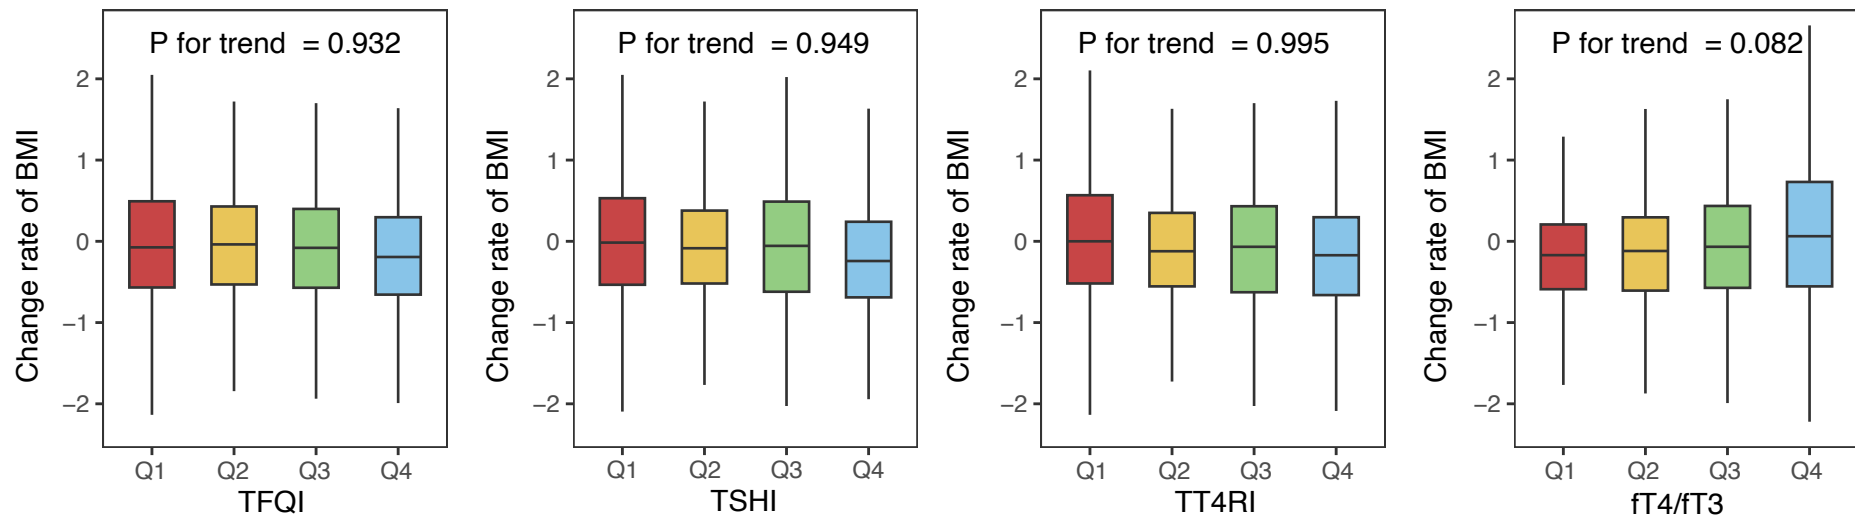 P for trend = 0.932
Change rate of BMI
2
1
0
−1
−2
Q1 Q2 Q3 Q4
TFQI
P for trend = 0.949
Change rate of BMI
2
1
0
−1
−2
Q1 Q2 Q3 Q4
TSHI
P for trend = 0.995
Change rate of BMI
2
1
0
−1
−2
Q1 Q2 Q3 Q4
TT4RI
P for trend = 0.082
Change rate of BMI
2
1
0
−1
−2
Q1 Q2 Q3 Q4
fT4/fT3